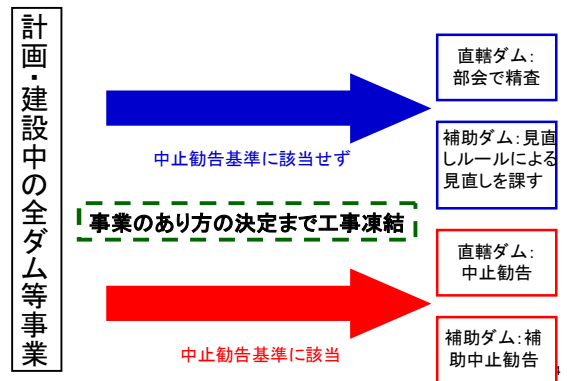 計画・建設中の全ダム等事業
直轄ダム：
部会で精査
中止勧告基準に該当せず
補助ダム：見直
しルールによる
見直しを課す
事業のあり方の決定まで工事凍結
直轄ダム：
中止勧告
中止勧告基準に該当
補助ダム：補
助中止勧告
4